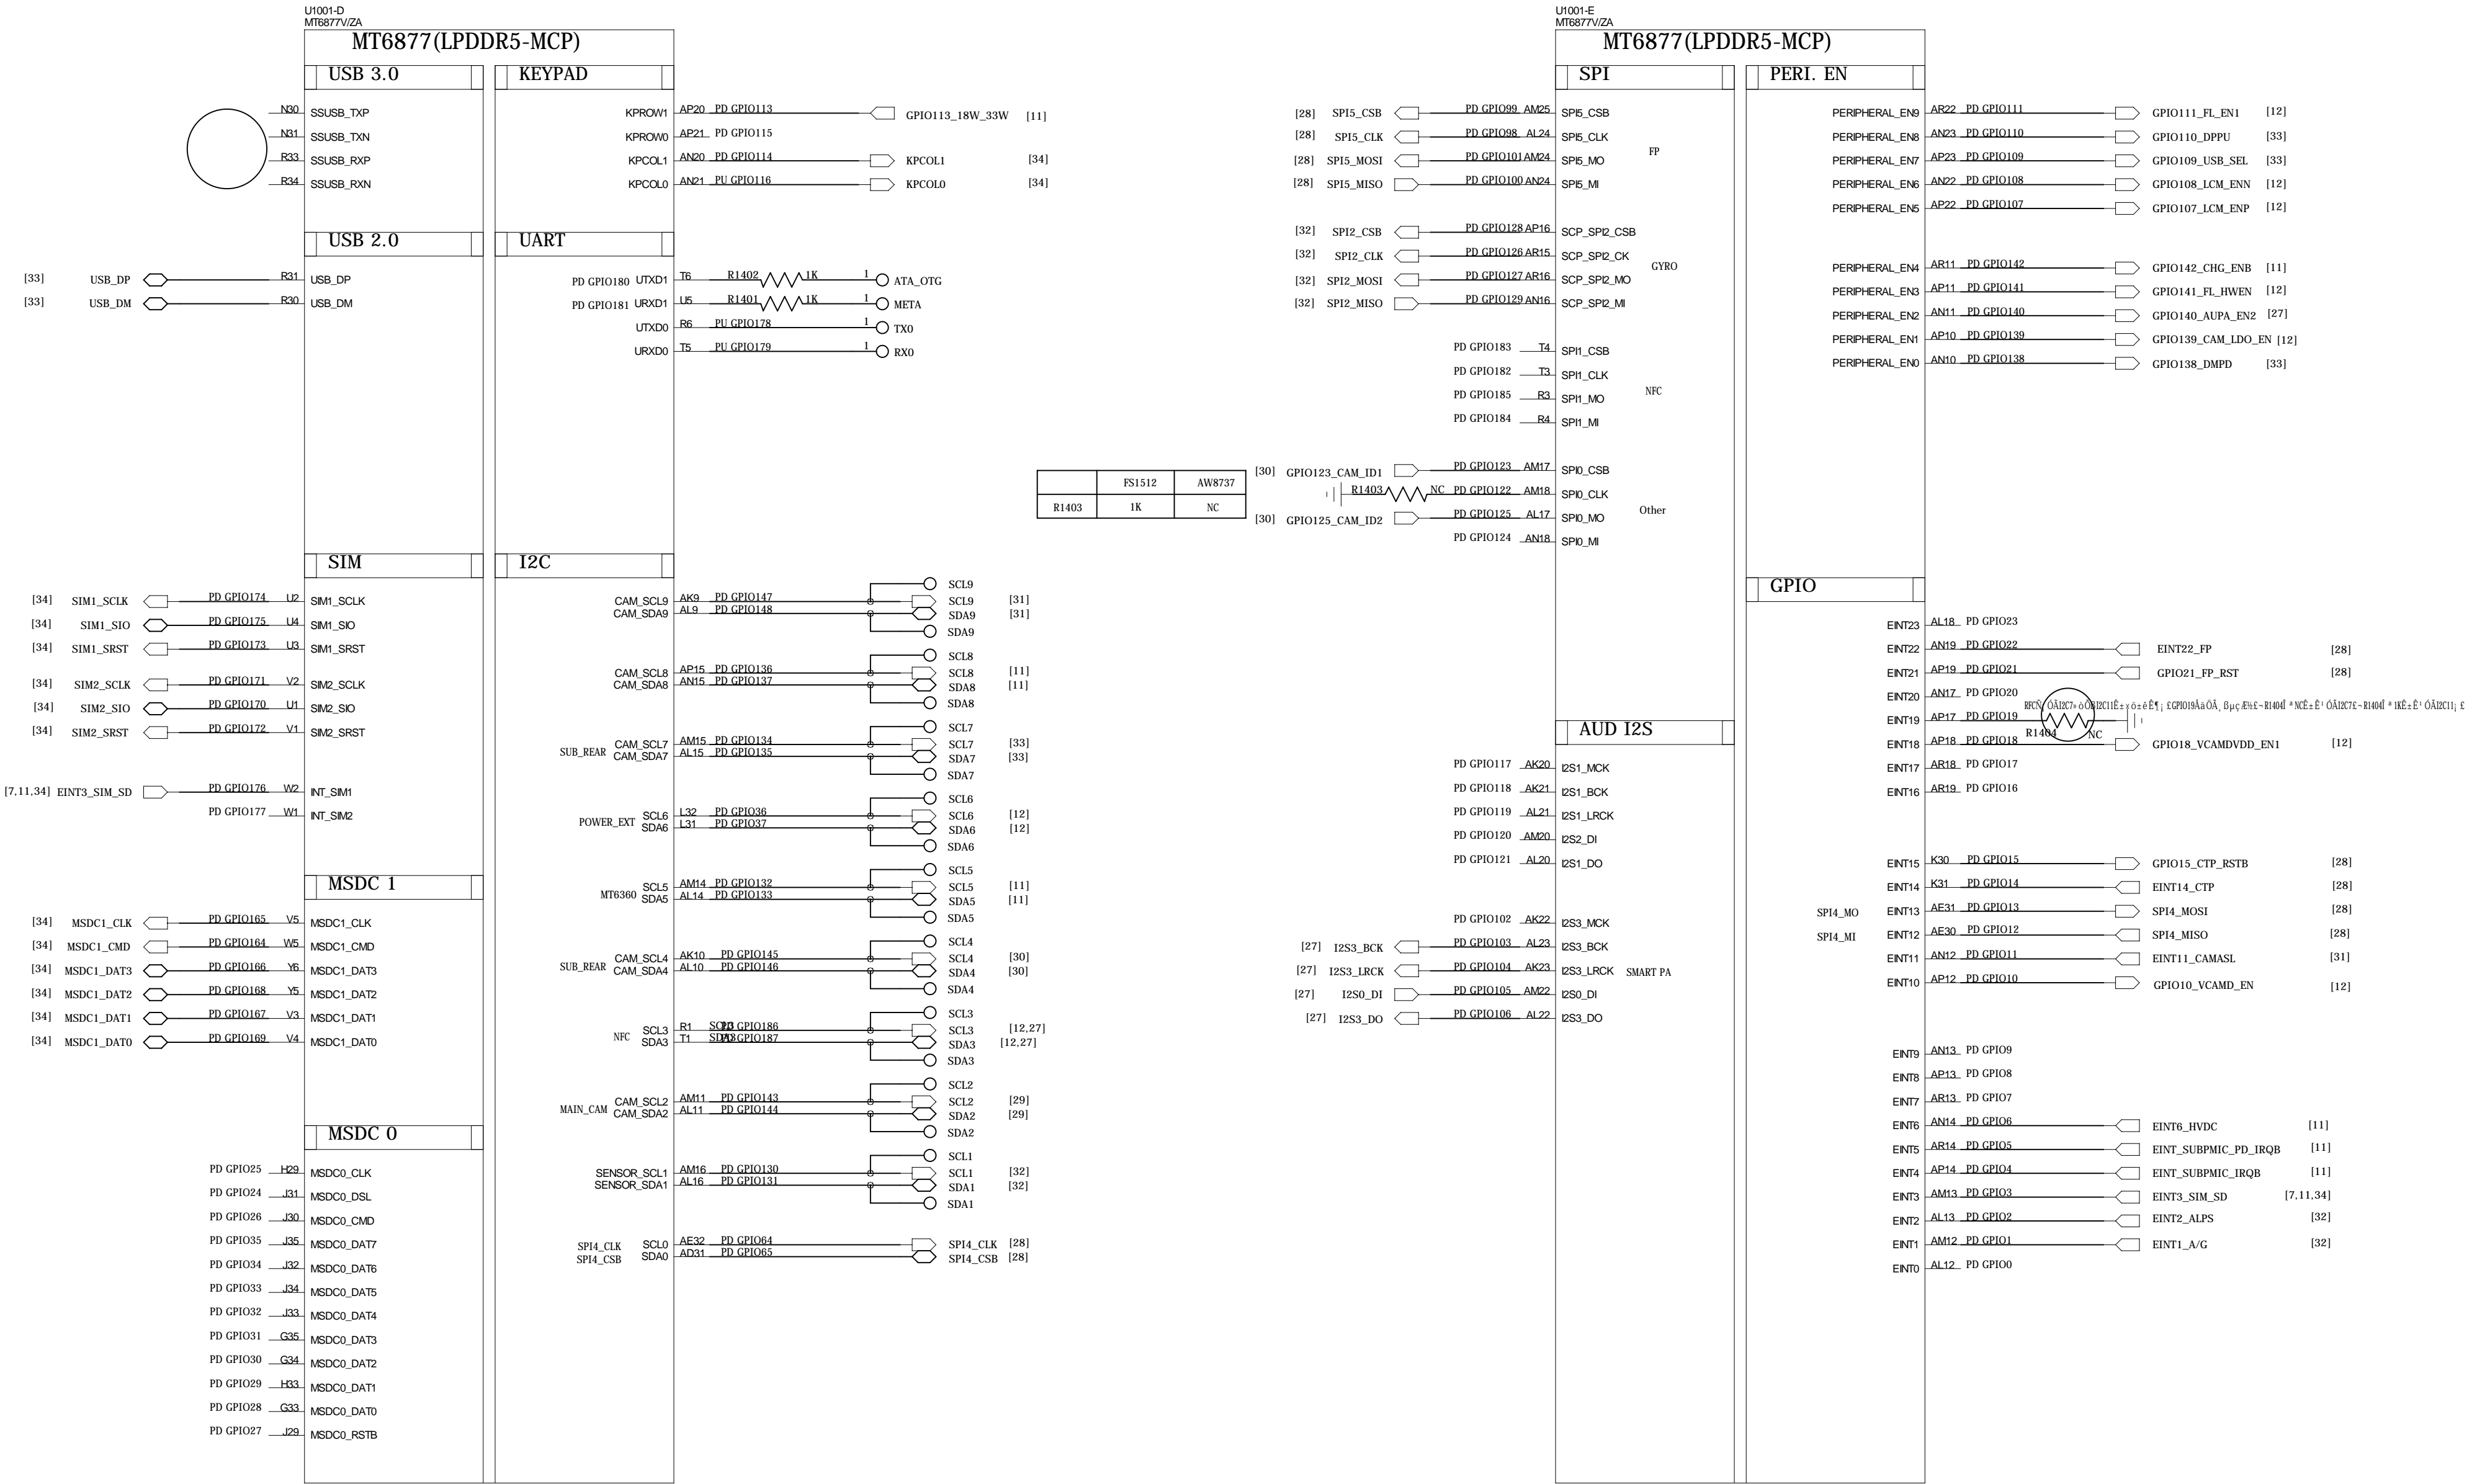 U1001-D
MT6877V/ZA
MT6877(LPDDR5-MCP)
USB 3.0
N30 SSUSB_TXP
N31 SSUSB_TXN
R33 SSUSB_RXP
R34 SSUSB_RXN
USB 2.0
[33] USB_DP R31 USB_DP
[33] USB_DM R30 USB_DM
SIM
[34] SIM1_SCLK PD GPIO174 U2 SIM1_SCLK
[34] SIM1_SIO PD GPIO175 U4 SIM1_SIO
[34] SIM1_SRST PD GPIO173 U3 SIM1_SRST
[34] SIM2_SCLK PD GPIO171 V2 SIM2_SCLK
[34] SIM2_SIO PD GPIO170 U1 SIM2_SIO
[34] SIM2_SRST PD GPIO172 V1 SIM2_SRST
[7,11,34] EINT3_SIM_SD PD GPIO176 W2 INT_SIM1
PD GPIO177 W1 INT_SIM2
MSDC 1
[34] MSDC1_CLK PD GPIO165 V5 MSDC1_CLK
[34] MSDC1_CMD PD GPIO164 W5 MSDC1_CMD
[34] MSDC1_DAT3 PD GPIO166 Y6 MSDC1_DAT3
[34] MSDC1_DAT2 PD GPIO168 Y5 MSDC1_DAT2
[34] MSDC1_DAT1 PD GPIO167 V3 MSDC1_DAT1
[34] MSDC1_DAT0 PD GPIO169 V4 MSDC1_DAT0
MSDC 0
PD GPIO25 H29 MSDC0_CLK
PD GPIO24 J31 MSDC0_DSL
PD GPIO26 J30 MSDC0_CMD
PD GPIO35 J35 MSDC0_DAT7
PD GPIO34 J32 MSDC0_DAT6
PD GPIO33 J34 MSDC0_DAT5
PD GPIO32 J33 MSDC0_DAT4
PD GPIO31 G35 MSDC0_DAT3
PD GPIO30 G34 MSDC0_DAT2
PD GPIO29 H33 MSDC0_DAT1
PD GPIO28 G33 MSDC0_DAT0
PD GPIO27 J29 MSDC0_RSTB
KEYPAD
KPROW1 AP20 PD GPIO113 GPIO113_18W_33W [11]
KPROW0 AP21 PD GPIO115
KPCOL1 AN20 PD GPIO114 KPCOL1 [34]
KPCOL0 AN21 PU GPIO116 KPCOL0 [34]
UART
PD GPIO180 UTXD1 T6 R1402 1K 1 ATA_OTG
PD GPIO181 URXD1 U5 R1401 1K 1 META
UTXD0 R6 PU GPIO178 1 TX0
URXD0 T5 PU GPIO179 1 RX0
I2C
SCL9
CAM_SCL9 AK9 PD GPIO147 SCL9 [31]
CAM_SDA9 AL9 PD GPIO148 SDA9 [31]
SDA9
SCL8
CAM_SCL8 AP15 PD GPIO136 SCL8 [11]
CAM_SDA8 AN15 PD GPIO137 SDA8 [11]
SDA8
SCL7
CAM_SCL7 AM15 PD GPIO134 SCL7 [33]
SUB_REAR CAM_SDA7 AL15 PD GPIO135 SDA7 [33]
SDA7
SCL6
SCL6 L32 PD GPIO36 SCL6 [12]
POWER_EXT SDA6 L31 PD GPIO37 SDA6 [12]
SDA6
SCL5
SCL5 AM14 PD GPIO132 SCL5 [11]
MT6360 SDA5 AL14 PD GPIO133 SDA5 [11]
SDA5
SCL4
CAM_SCL4 AK10 PD GPIO145 SCL4 [30]
SUB_REAR CAM_SDA4 AL10 PD GPIO146 SDA4 [30]
SDA4
SCL3
SCL3 R1 SCL3 PD GPIO186 SCL3 [12,27]
NFC SDA3 T1 SDA3 PD GPIO187 SDA3 [12,27]
SDA3
SCL2
CAM_SCL2 AM11 PD GPIO143 SCL2 [29]
MAIN_CAM CAM_SDA2 AL11 PD GPIO144 SDA2 [29]
SDA2
SCL1
SENSOR_SCL1 AM16 PD GPIO130 SCL1 [32]
SENSOR_SDA1 AL16 PD GPIO131 SDA1 [32]
SDA1
SPI4_CLK SCL0 AE32 PD GPIO64 SPI4_CLK [28]
SPI4_CSB SDA0 AD31 PD GPIO65 SPI4_CSB [28]
U1001-E
MT6877V/ZA
MT6877(LPDDR5-MCP)
SPI
[28] SPI5_CSB PD GPIO99 AM25 SPI5_CSB
[28] SPI5_CLK PD GPIO98 AL24 SPI5_CLK
FP
[28] SPI5_MOSI PD GPIO101 AM24 SPI5_MO
[28] SPI5_MISO PD GPIO100 AN24 SPI5_MI
[32] SPI2_CSB PD GPIO128 AP16 SCP_SPI2_CSB
[32] SPI2_CLK PD GPIO126 AR15 SCP_SPI2_CK
GYRO
[32] SPI2_MOSI PD GPIO127 AR16 SCP_SPI2_MO
[32] SPI2_MISO PD GPIO129 AN16 SCP_SPI2_MI
PD GPIO183 T4 SPI1_CSB
PD GPIO182 T3 SPI1_CLK
NFC
PD GPIO185 R3 SPI1_MO
PD GPIO184 R4 SPI1_MI
FS1512 AW8737
R1403 1K NC
[30] GPIO123_CAM_ID1 PD GPIO123 AM17 SPI0_CSB
R1403 NC PD GPIO122 AM18 SPI0_CLK
Other
[30] GPIO125_CAM_ID2 PD GPIO125 AL17 SPI0_MO
PD GPIO124 AN18 SPI0_MI
AUD I2S
PD GPIO117 AK20 I2S1_MCK
PD GPIO118 AK21 I2S1_BCK
PD GPIO119 AL21 I2S1_LRCK
PD GPIO120 AM20 I2S2_DI
PD GPIO121 AL20 I2S1_DO
PD GPIO102 AK22 I2S3_MCK
[27] I2S3_BCK PD GPIO103 AL23 I2S3_BCK
[27] I2S3_LRCK PD GPIO104 AK23 I2S3_LRCK SMART PA
[27] I2S0_DI PD GPIO105 AM22 I2S0_DI
[27] I2S3_DO PD GPIO106 AL22 I2S3_DO
PERI. EN
PERIPHERAL_EN9 AR22 PD GPIO111 GPIO111_FL_EN1 [12]
PERIPHERAL_EN8 AN23 PD GPIO110 GPIO110_DPPU [33]
PERIPHERAL_EN7 AP23 PD GPIO109 GPIO109_USB_SEL [33]
PERIPHERAL_EN6 AN22 PD GPIO108 GPIO108_LCM_ENN [12]
PERIPHERAL_EN5 AP22 PD GPIO107 GPIO107_LCM_ENP [12]
PERIPHERAL_EN4 AR11 PD GPIO142 GPIO142_CHG_ENB [11]
PERIPHERAL_EN3 AP11 PD GPIO141 GPIO141_FL_HWEN [12]
PERIPHERAL_EN2 AN11 PD GPIO140 GPIO140_AUPA_EN2 [27]
PERIPHERAL_EN1 AP10 PD GPIO139 GPIO139_CAM_LDO_EN [12]
PERIPHERAL_EN0 AN10 PD GPIO138 GPIO138_DMPD [33]
GPIO
EINT23 AL18 PD GPIO23
EINT22 AN19 PD GPIO22 EINT22_FP [28]
EINT21 AP19 PD GPIO21 GPIO21_FP_RST [28]
EINT20 AN17 PD GPIO20
EINT19 AP17 PD GPIO19 R1404 NC
EINT18 AP18 PD GPIO18 GPIO18_VCAMDVDD_EN1 [12]
EINT17 AR18 PD GPIO17
EINT16 AR19 PD GPIO16
EINT15 K30 PD GPIO15 GPIO15_CTP_RSTB [28]
EINT14 K31 PD GPIO14 EINT14_CTP [28]
SPI4_MO EINT13 AE31 PD GPIO13 SPI4_MOSI [28]
SPI4_MI EINT12 AE30 PD GPIO12 SPI4_MISO [28]
EINT11 AN12 PD GPIO11 EINT11_CAMASL [31]
EINT10 AP12 PD GPIO10 GPIO10_VCAMD_EN [12]
EINT9 AN13 PD GPIO9
EINT8 AP13 PD GPIO8
EINT7 AR13 PD GPIO7
EINT6 AN14 PD GPIO6 EINT6_HVDC [11]
EINT5 AR14 PD GPIO5 EINT_SUBPMIC_PD_IRQB [11]
EINT4 AP14 PD GPIO4 EINT_SUBPMIC_IRQB [11]
EINT3 AM13 PD GPIO3 EINT3_SIM_SD [7,11,34]
EINT2 AL13 PD GPIO2 EINT2_ALPS [32]
EINT1 AM12 PD GPIO1 EINT1_A/G [32]
EINT0 AL12 PD GPIO0